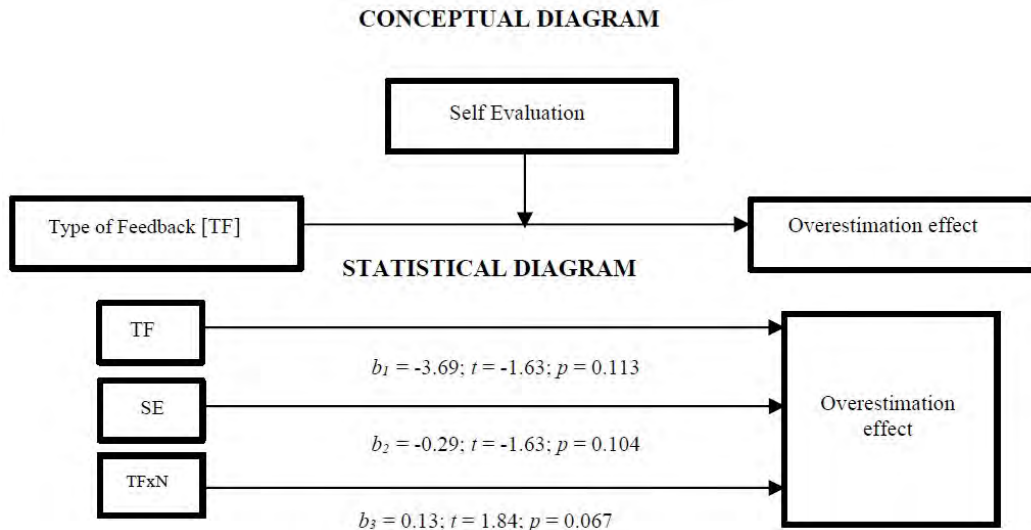 CONCEPTUAL DIAGRAM
Self Evaluation
Type of Feedback [TF]
Overestimation effect
STATISTICAL DIAGRAM
TF
b₁ = -3.69; t = -1.63; p = 0.113
SE
Overestimation
effect
b₂ = -0.29; t = -1.63; p = 0.104
TFxN
b₃ = 0.13; t = 1.84; p = 0.067